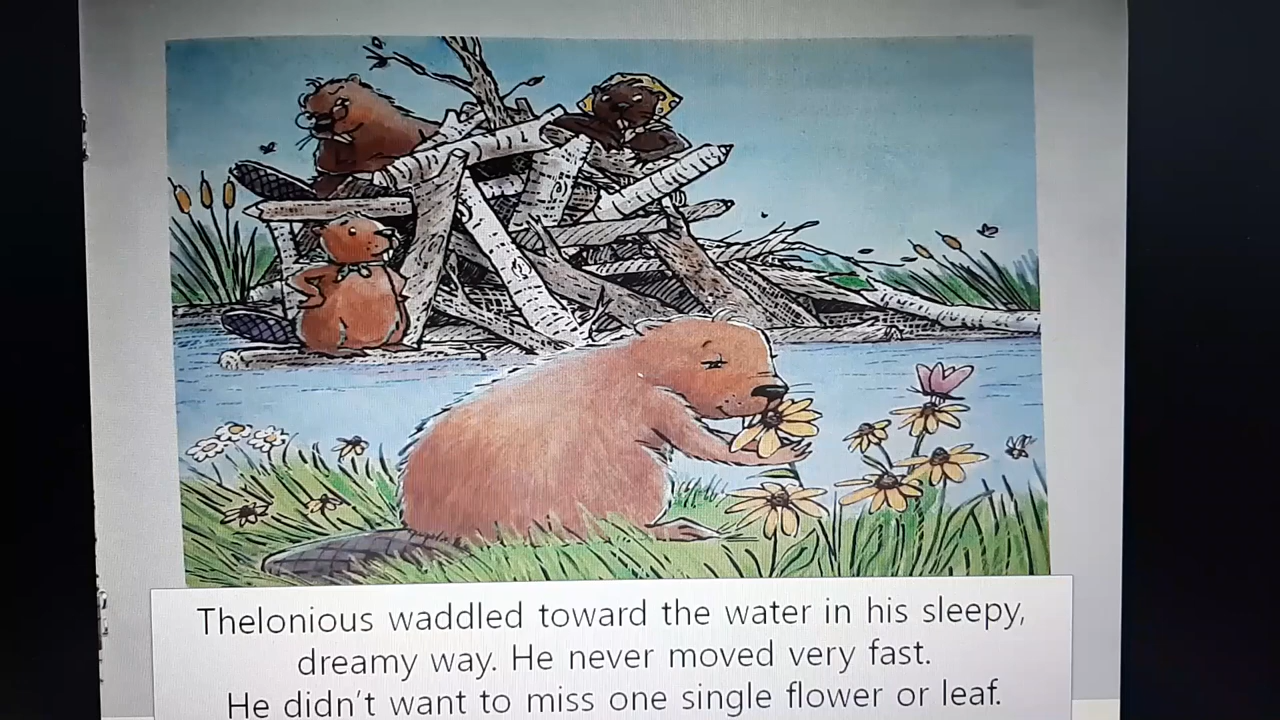 Thelonious waddled toward the water in his sleepy,
dreamy way. He never moved very fast.
He didn't want to miss one single flower or leaf.